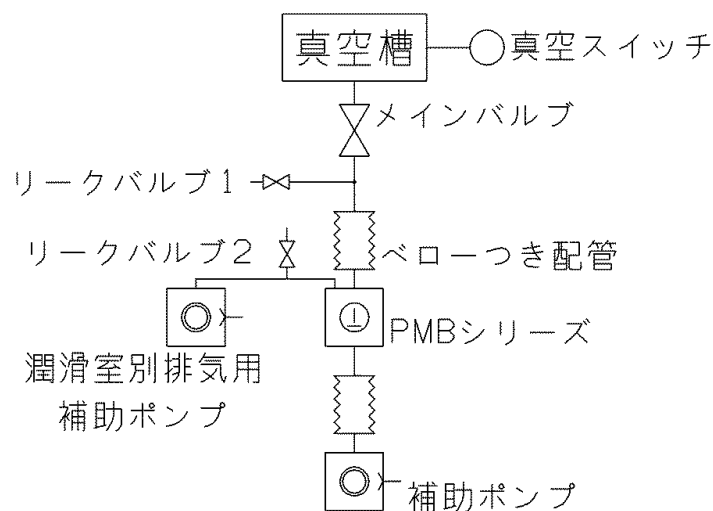 真空槽
真空スイッチ
メインバルブ
リークバルブ1
リークバルブ2
ベローつき配管
PMBシリーズ
潤滑室別排気用
補助ポンプ
補助ポンプ